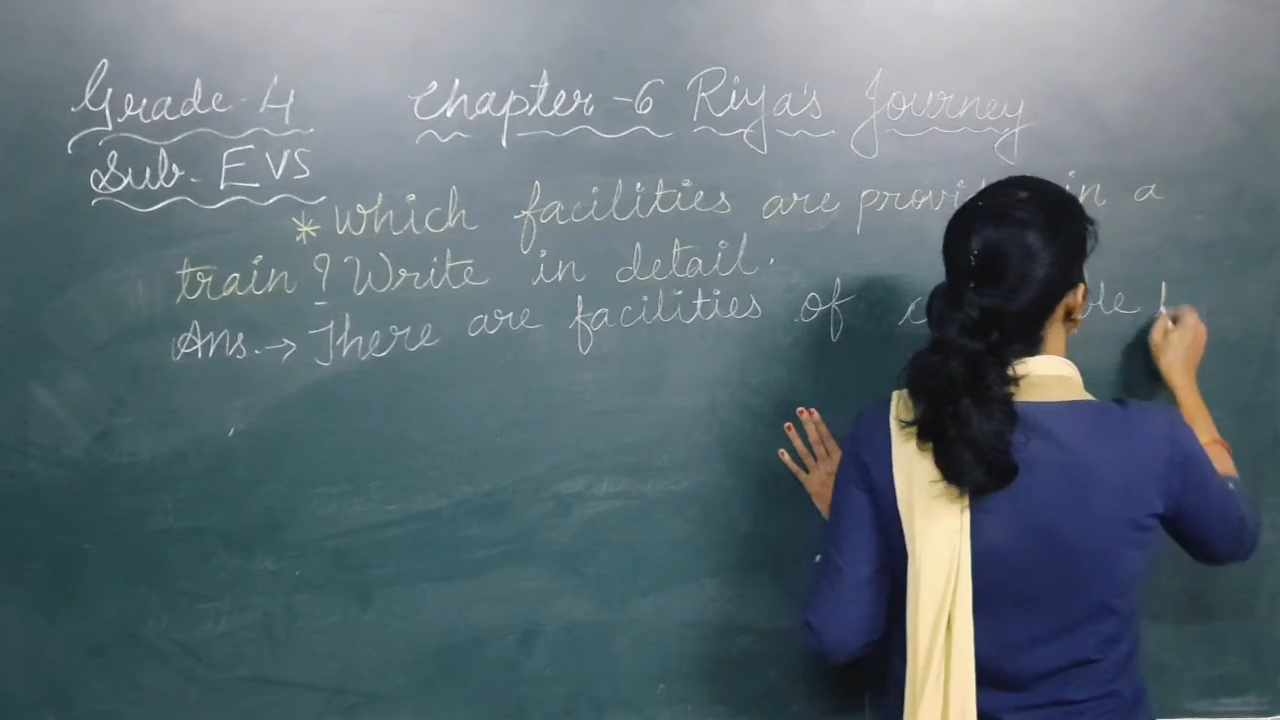 Grade-4 Chapter-6 Riya's Journey
Sub-EVS
* Which facilities are in a
train? Write in detail.
Ans.→ There are facilities of